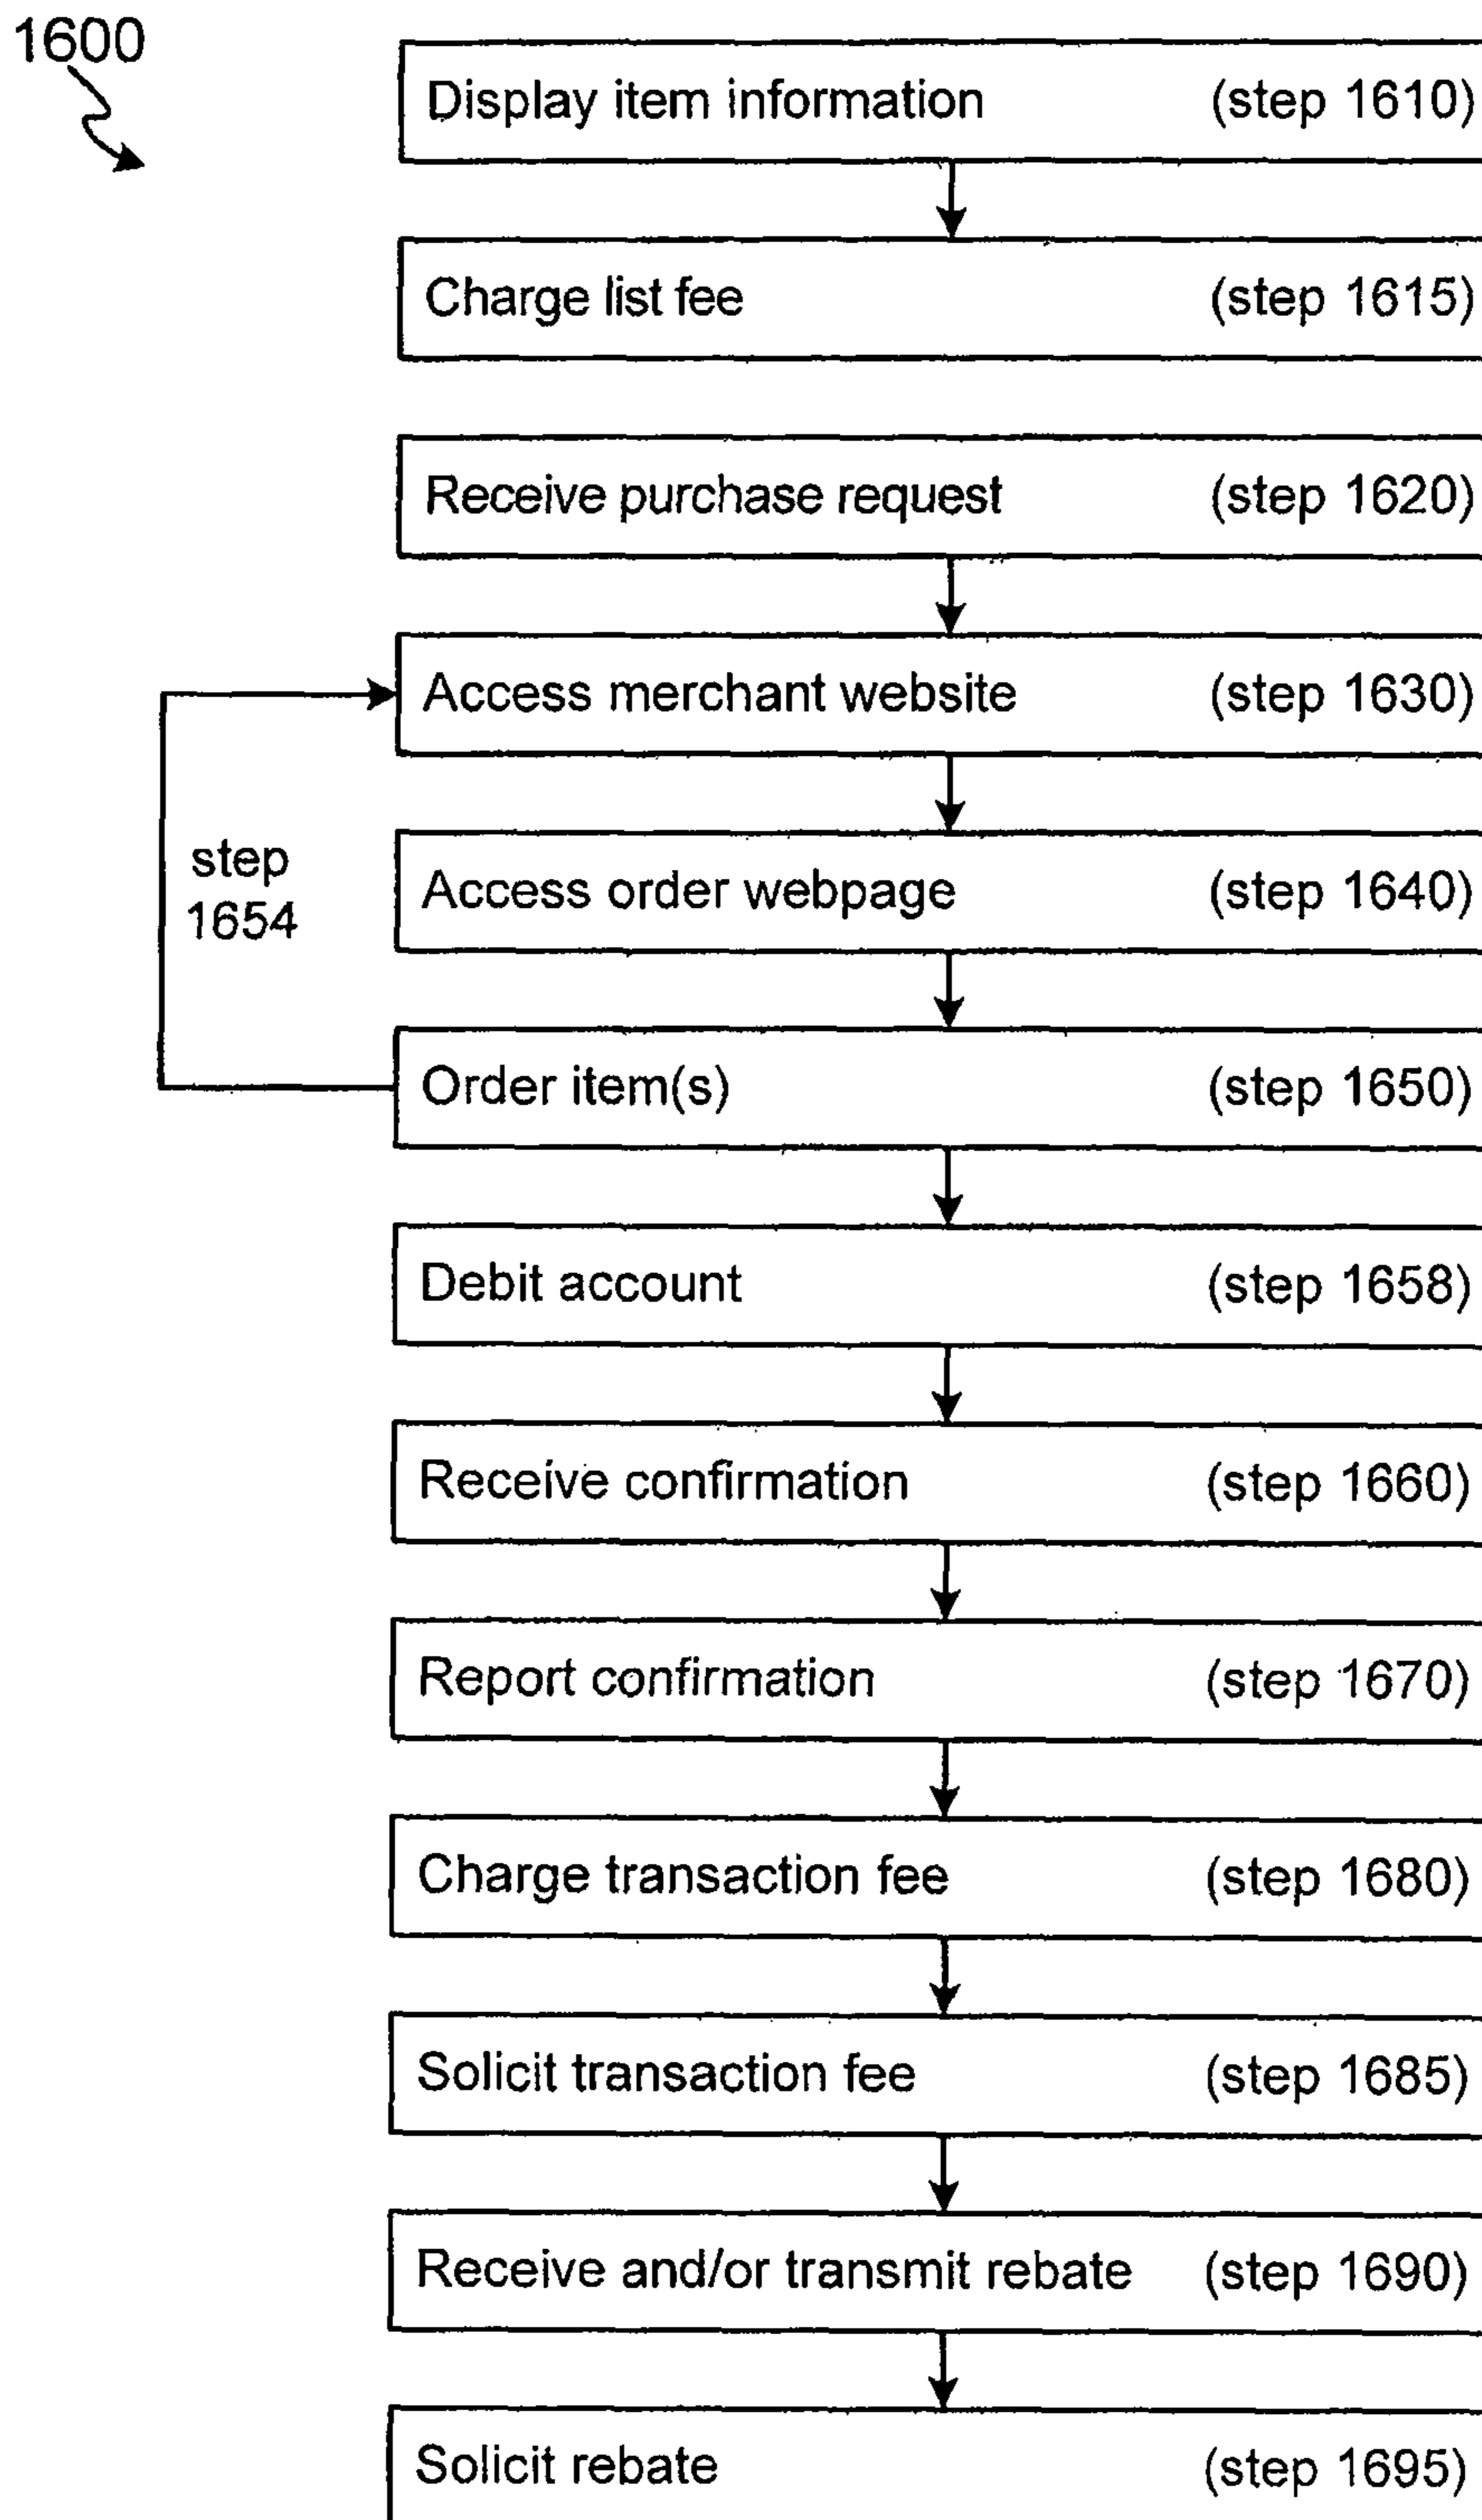 1600
Display item information (step 1610)
Charge list fee (step 1615)
Receive purchase request (step 1620)
Access merchant website (step 1630)
step
1654
Access order webpage (step 1640)
Order item(s) (step 1650)
Debit account (step 1658)
Receive confirmation (step 1660)
Report confirmation (step 1670)
Charge transaction fee (step 1680)
Solicit transaction fee (step 1685)
Receive and/or transmit rebate (step 1690)
Solicit rebate (step 1695)